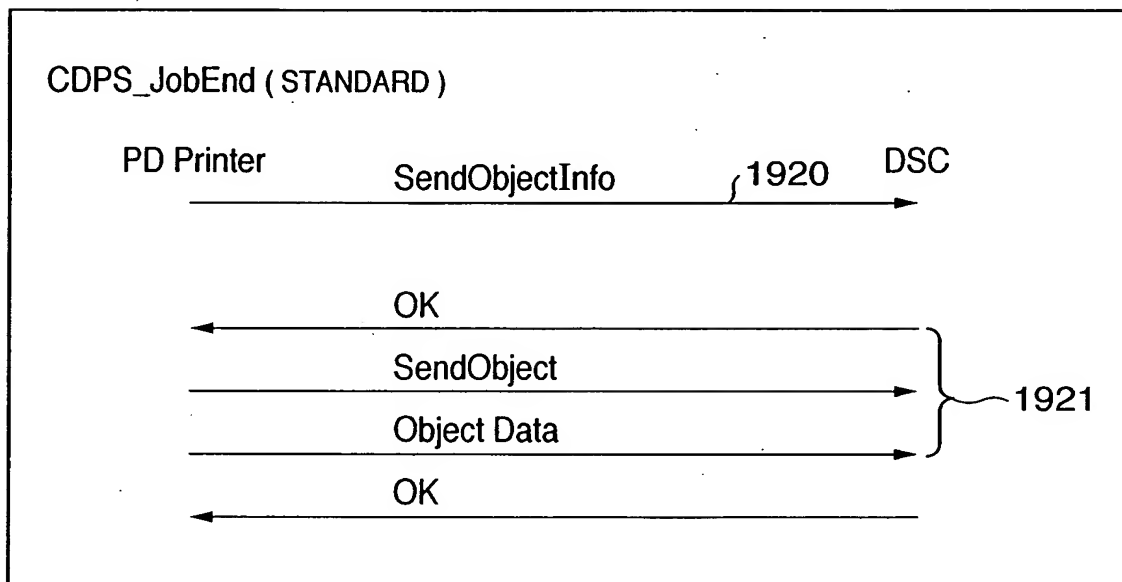 CDPS_JobEnd ( STANDARD )
PD Printer
DSC
SendObjectInfo
1920
OK
SendObject
Object Data
1921
OK